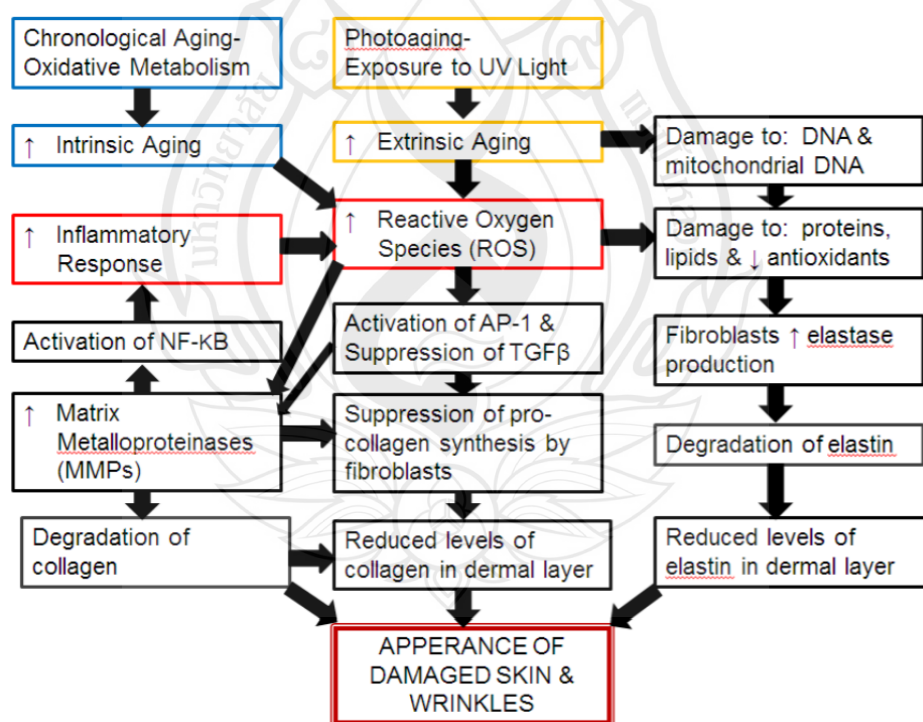 Chronological Aging-
Oxidative Metabolism
Photoaging-
Exposure to UV Light
↑ Intrinsic Aging
↑ Extrinsic Aging
Damage to: DNA &
mitochondrial DNA
↑ Inflammatory
Response
↑ Reactive Oxygen
Species (ROS)
Damage to: proteins,
lipids & ↓ antioxidants
Activation of NF-κB
Activation of AP-1 &
Suppression of TGFβ
Fibroblasts ↑ elastase
production
↑ Matrix
Metalloproteinases
(MMPs)
Suppression of pro-
collagen synthesis by
fibroblasts
Degradation of elastin
Degradation of
collagen
Reduced levels of
collagen in dermal layer
Reduced levels of
elastin in dermal layer
APPERANCE OF
DAMAGED SKIN &
WRINKLES